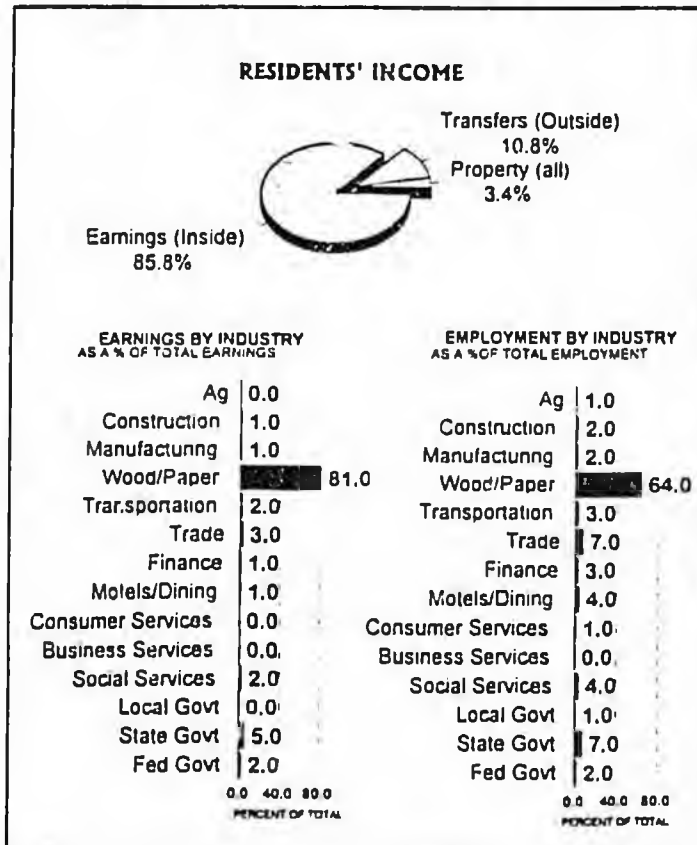 RESIDENTS' INCOME
Transfers (Outside)
10.8%
Property (all)
3.4%
Earnings (Inside)
85.8%
EARNINGS BY INDUSTRY
AS A % OF TOTAL EARNINGS
Ag 0.0
Construction 1.0
Manufacturing 1.0
Wood/Paper 81.0
Transportation 2.0
Trade 3.0
Finance 1.0
Motels/Dining 1.0
Consumer Services 0.0
Business Services 0.0
Social Services 2.0
Local Govt 0.0
State Govt 5.0
Fed Govt 2.0
0.0 40.0 80.0
PERCENT OF TOTAL
EMPLOYMENT BY INDUSTRY
AS A %OF TOTAL EMPLOYMENT
Ag 1.0
Construction 2.0
Manufacturing 2.0
Wood/Paper 64.0
Transportation 3.0
Trade 7.0
Finance 3.0
Motels/Dining 4.0
Consumer Services 1.0
Business Services 0.0
Social Services 4.0
Local Govt 1.0
State Govt 7.0
Fed Govt 2.0
0.0 40.0 80.0
PERCENT OF TOTAL